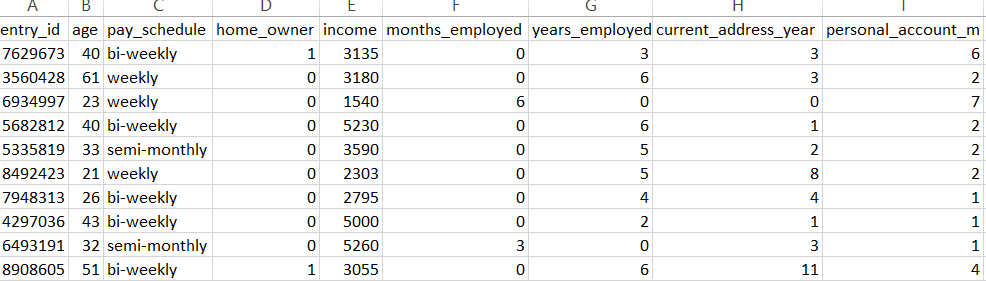 A B C D E F G H I
entry_id age pay_schedule home_owner income months_employed years_employed current_address_year personal_account_m
7629673 40 bi-weekly 1 3135 0 3 3 6
3560428 61 weekly 0 3180 0 6 3 2
6934997 23 weekly 0 1540 6 0 0 7
5682812 40 bi-weekly 0 5230 0 6 1 2
5335819 33 semi-monthly 0 3590 0 5 2 2
8492423 21 weekly 0 2303 0 5 8 2
7948313 26 bi-weekly 0 2795 0 4 4 1
4297036 43 bi-weekly 0 5000 0 2 1 1
6493191 32 semi-monthly 0 5260 3 0 3 1
8908605 51 bi-weekly 1 3055 0 6 11 4